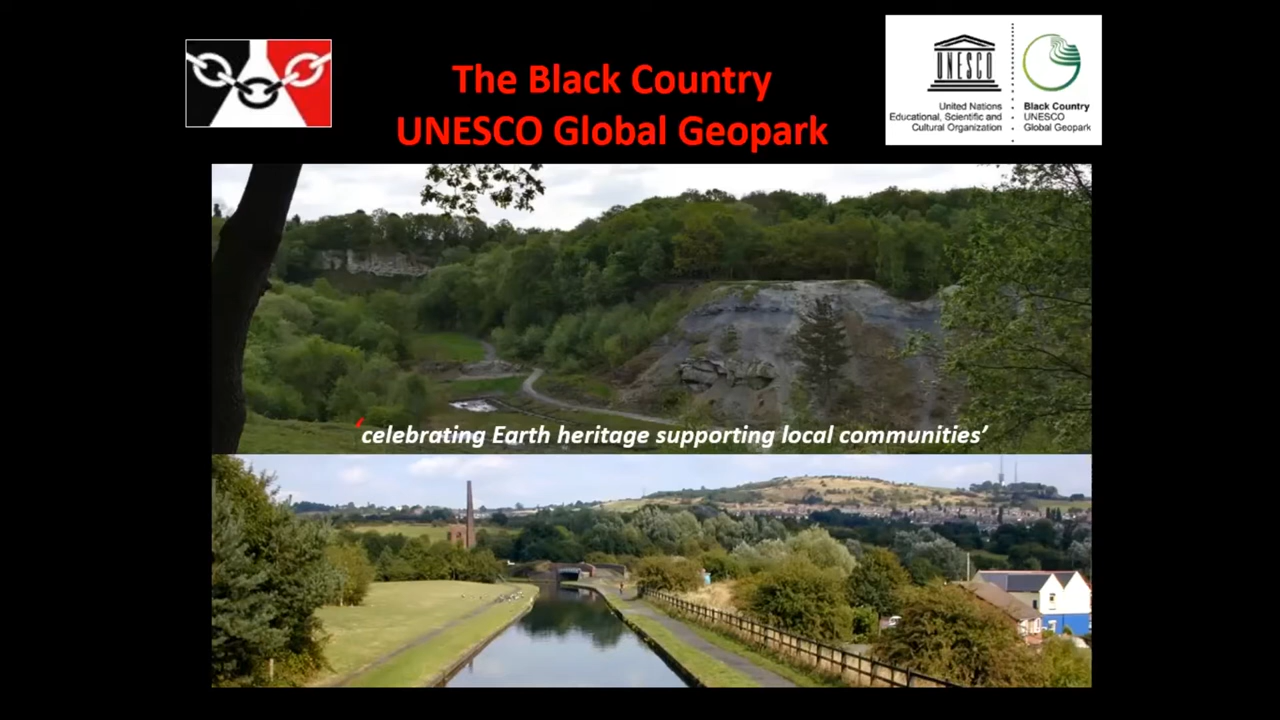 The Black Country
UNESCO Global Geopark
UNESCO
United Nations
Educational, Scientific and
Cultural Organization
Black Country
UNESCO
Global Geopark
‘celebrating Earth heritage supporting local communities’